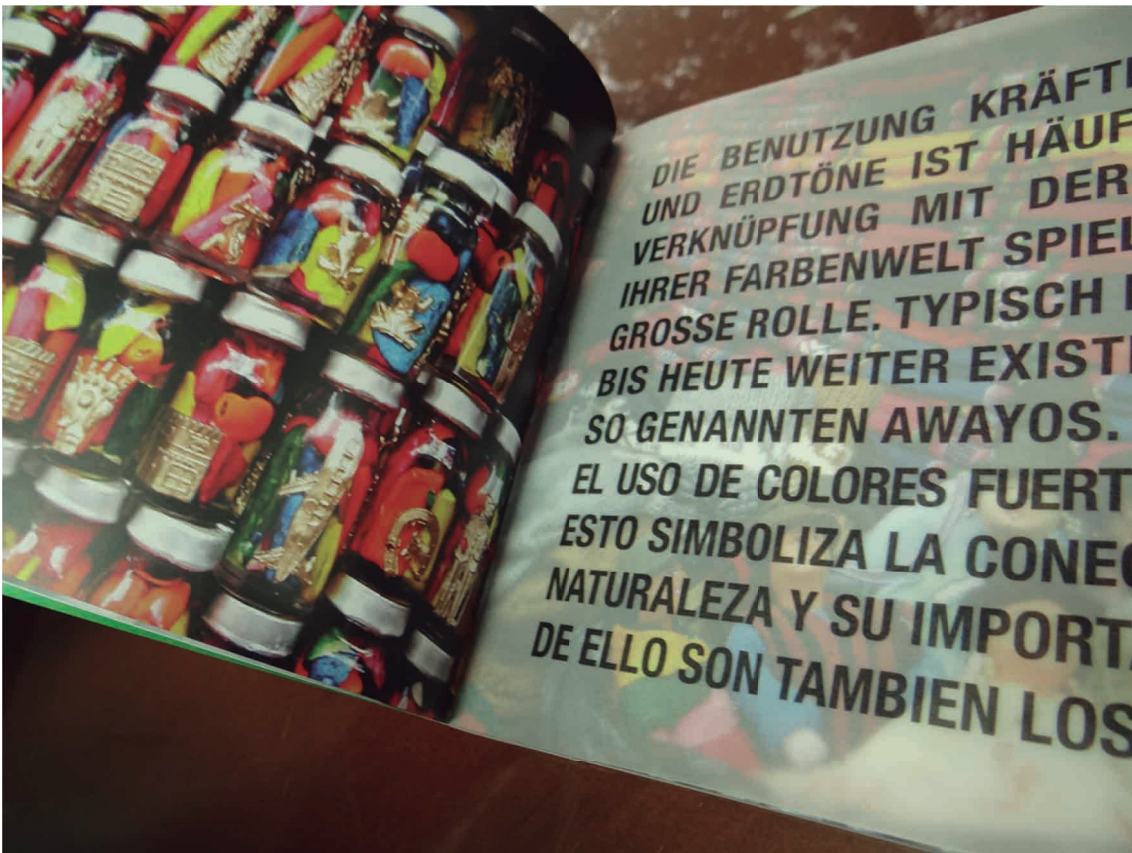 DIE BENUTZUNG KRÄFTI
UND ERDTÖNE IST HÄUF
VERKNÜPFUNG MIT DER
IHRER FARBENWELT SPIEL
GROSSE ROLLE. TYPISCH
BIS HEUTE WEITER EXISTI
SO GENANNTEN AWAYOS.
EL USO DE COLORES FUERT
ESTO SIMBOLIZA LA CONEC
NATURALEZA Y SU IMPORTA
DE ELLO SON TAMBIEN LOS